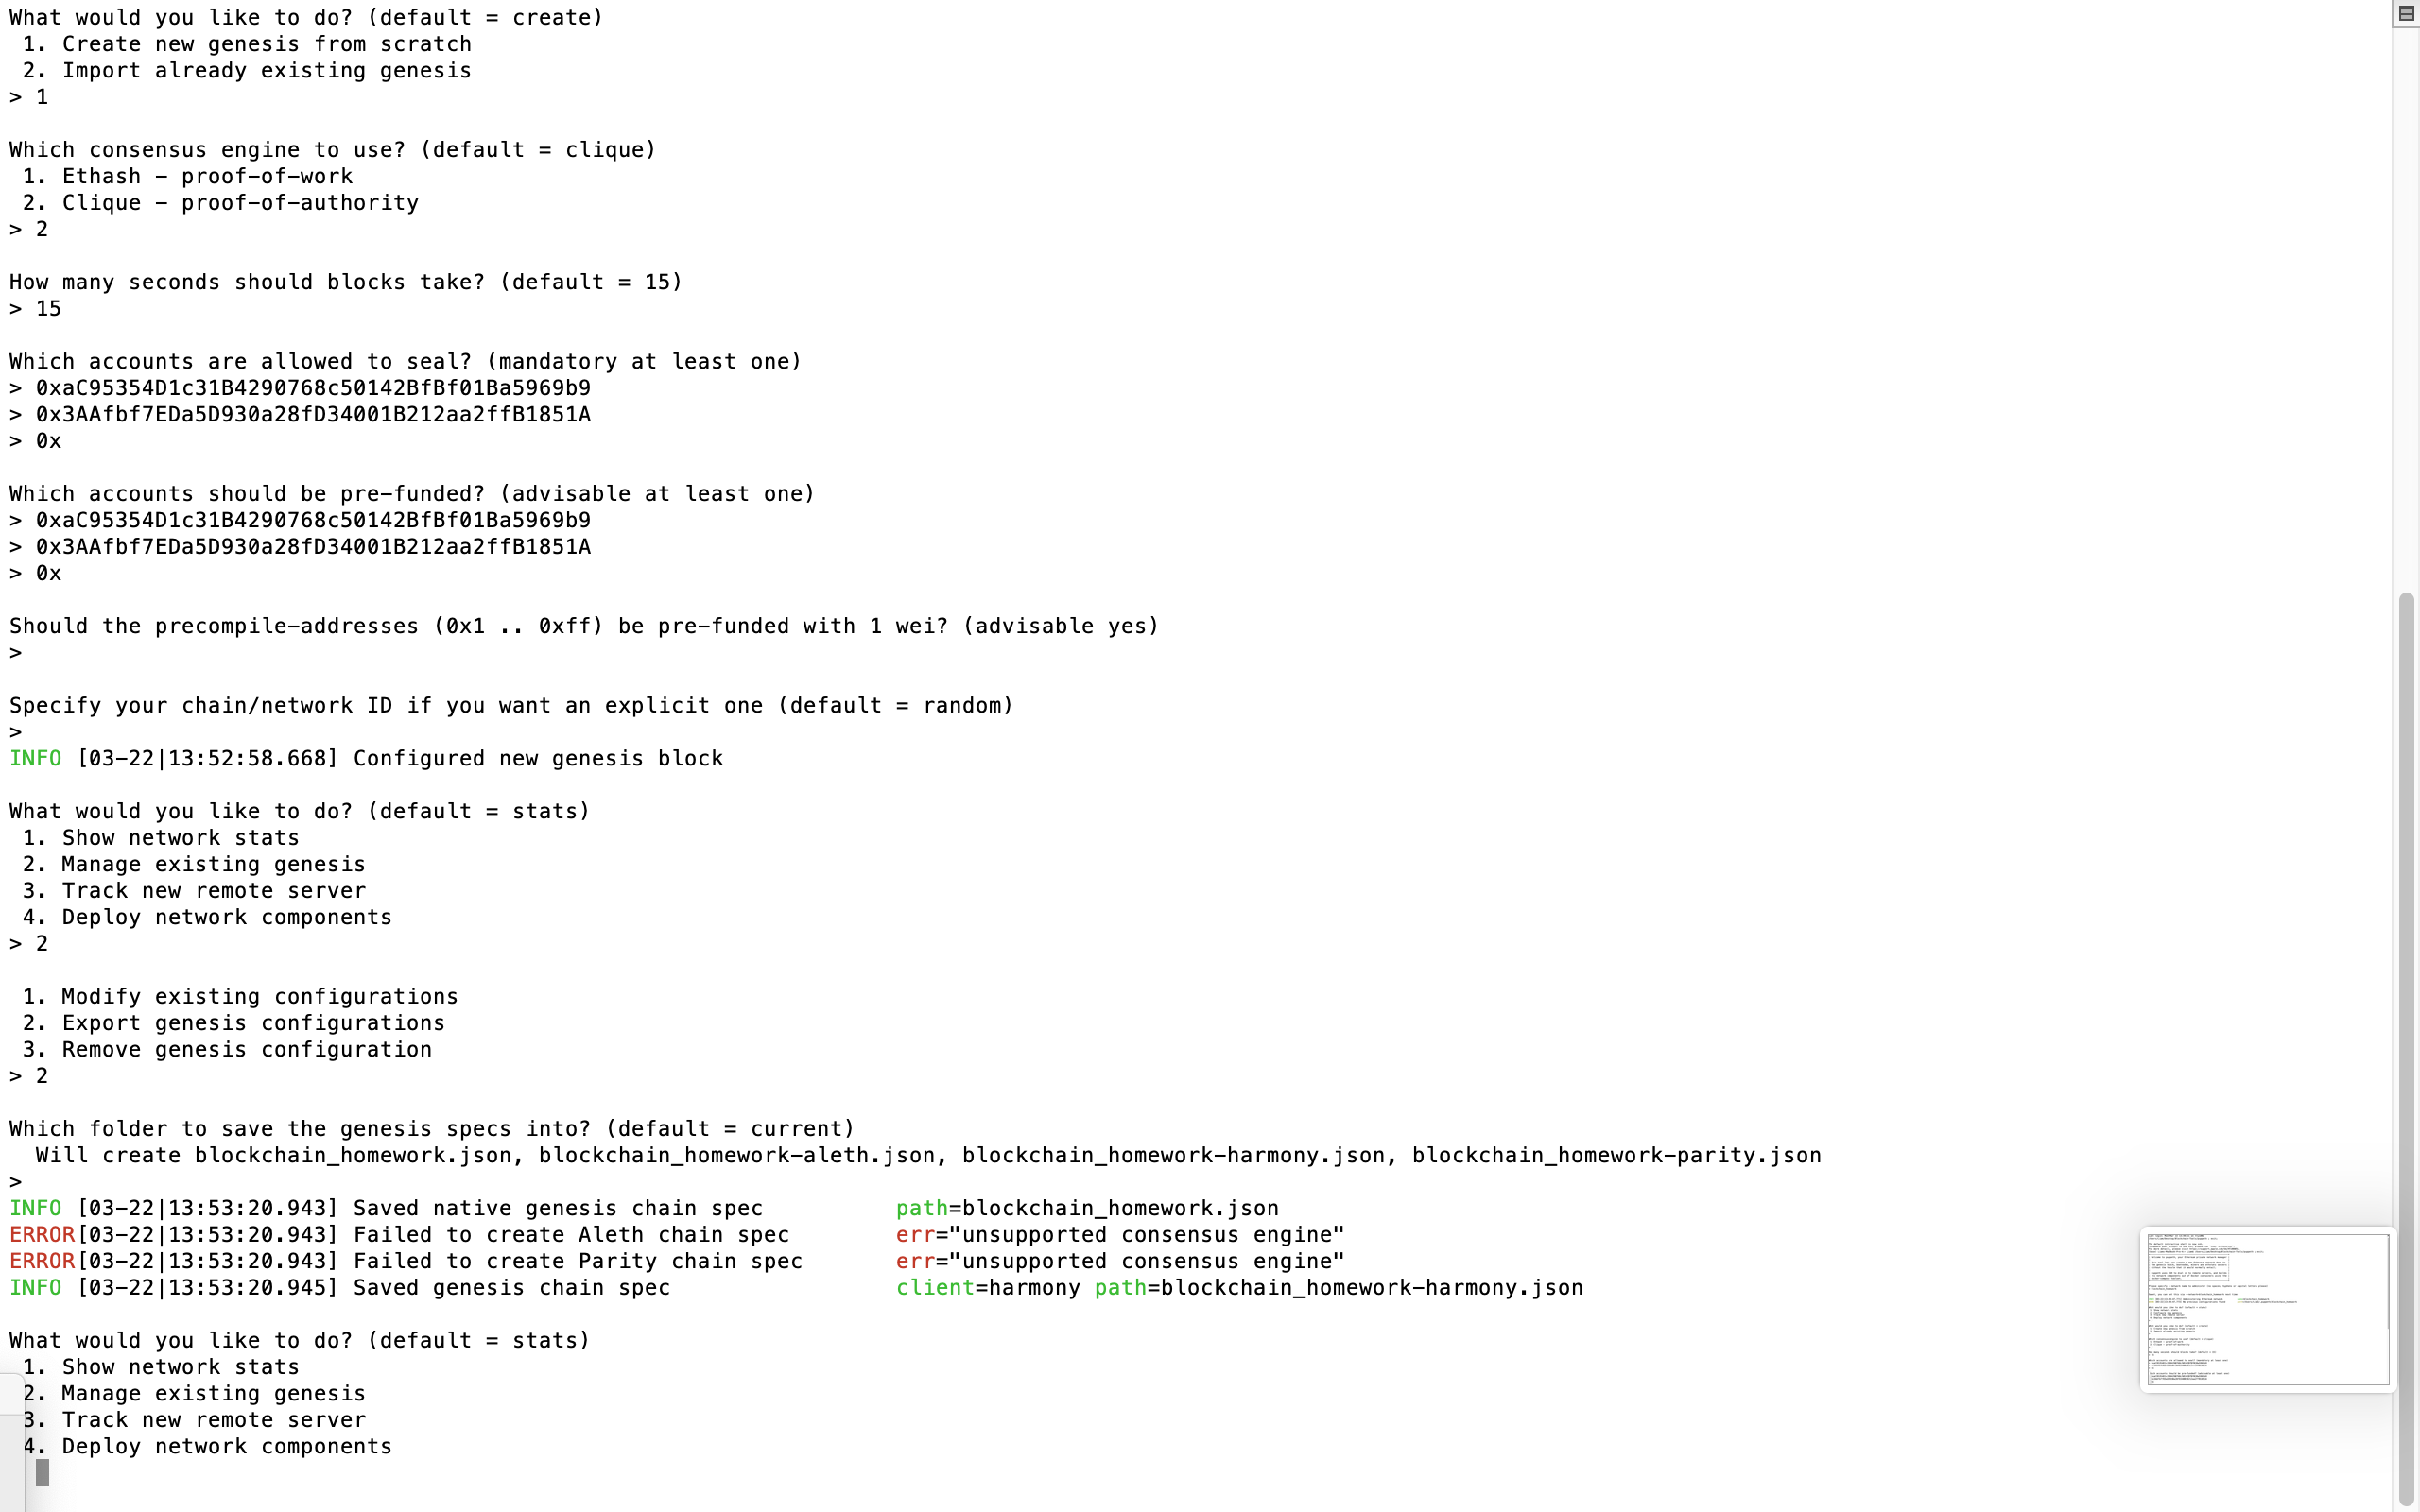 What would you like to do? (default = create)
 1. Create new genesis from scratch
 2. Import already existing genesis
> 1

Which consensus engine to use? (default = clique)
 1. Ethash - proof-of-work
 2. Clique - proof-of-authority
> 2

How many seconds should blocks take? (default = 15)
> 15

Which accounts are allowed to seal? (mandatory at least one)
> 0xaC95354D1c31B4290768c50142BfBf01Ba5969b9
> 0x3AAfbf7EDa5D930a28fD34001B212aa2ffB1851A
> 0x

Which accounts should be pre-funded? (advisable at least one)
> 0xaC95354D1c31B4290768c50142BfBf01Ba5969b9
> 0x3AAfbf7EDa5D930a28fD34001B212aa2ffB1851A
> 0x

Should the precompile-addresses (0x1 .. 0xff) be pre-funded with 1 wei? (advisable yes)
>

Specify your chain/network ID if you want an explicit one (default = random)
>
INFO [03-22|13:52:58.668] Configured new genesis block

What would you like to do? (default = stats)
 1. Show network stats
 2. Manage existing genesis
 3. Track new remote server
 4. Deploy network components
> 2

 1. Modify existing configurations
 2. Export genesis configurations
 3. Remove genesis configuration
> 2

Which folder to save the genesis specs into? (default = current)
  Will create blockchain_homework.json, blockchain_homework-aleth.json, blockchain_homework-harmony.json, blockchain_homework-parity.json
>
INFO [03-22|13:53:20.943] Saved native genesis chain spec          path=blockchain_homework.json
ERROR[03-22|13:53:20.943] Failed to create Aleth chain spec        err="unsupported consensus engine"
ERROR[03-22|13:53:20.943] Failed to create Parity chain spec       err="unsupported consensus engine"
INFO [03-22|13:53:20.945] Saved genesis chain spec                 client=harmony path=blockchain_homework-harmony.json

What would you like to do? (default = stats)
 1. Show network stats
 2. Manage existing genesis
 3. Track new remote server
 4. Deploy network components